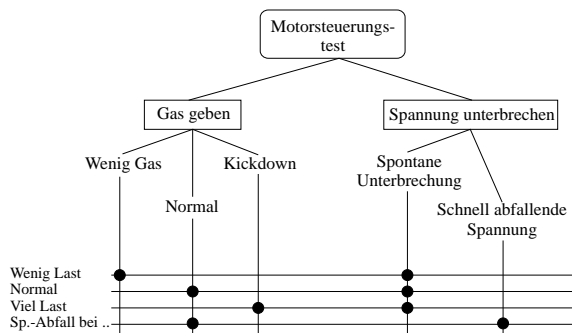 Motorsteuerungs-
test
Gas geben
Spannung unterbrechen
Wenig Gas
Kickdown
Spontane
Unterbrechung
Normal
Schnell abfallende
Spannung
Wenig Last
Normal
Viel Last
Sp.-Abfall bei ..